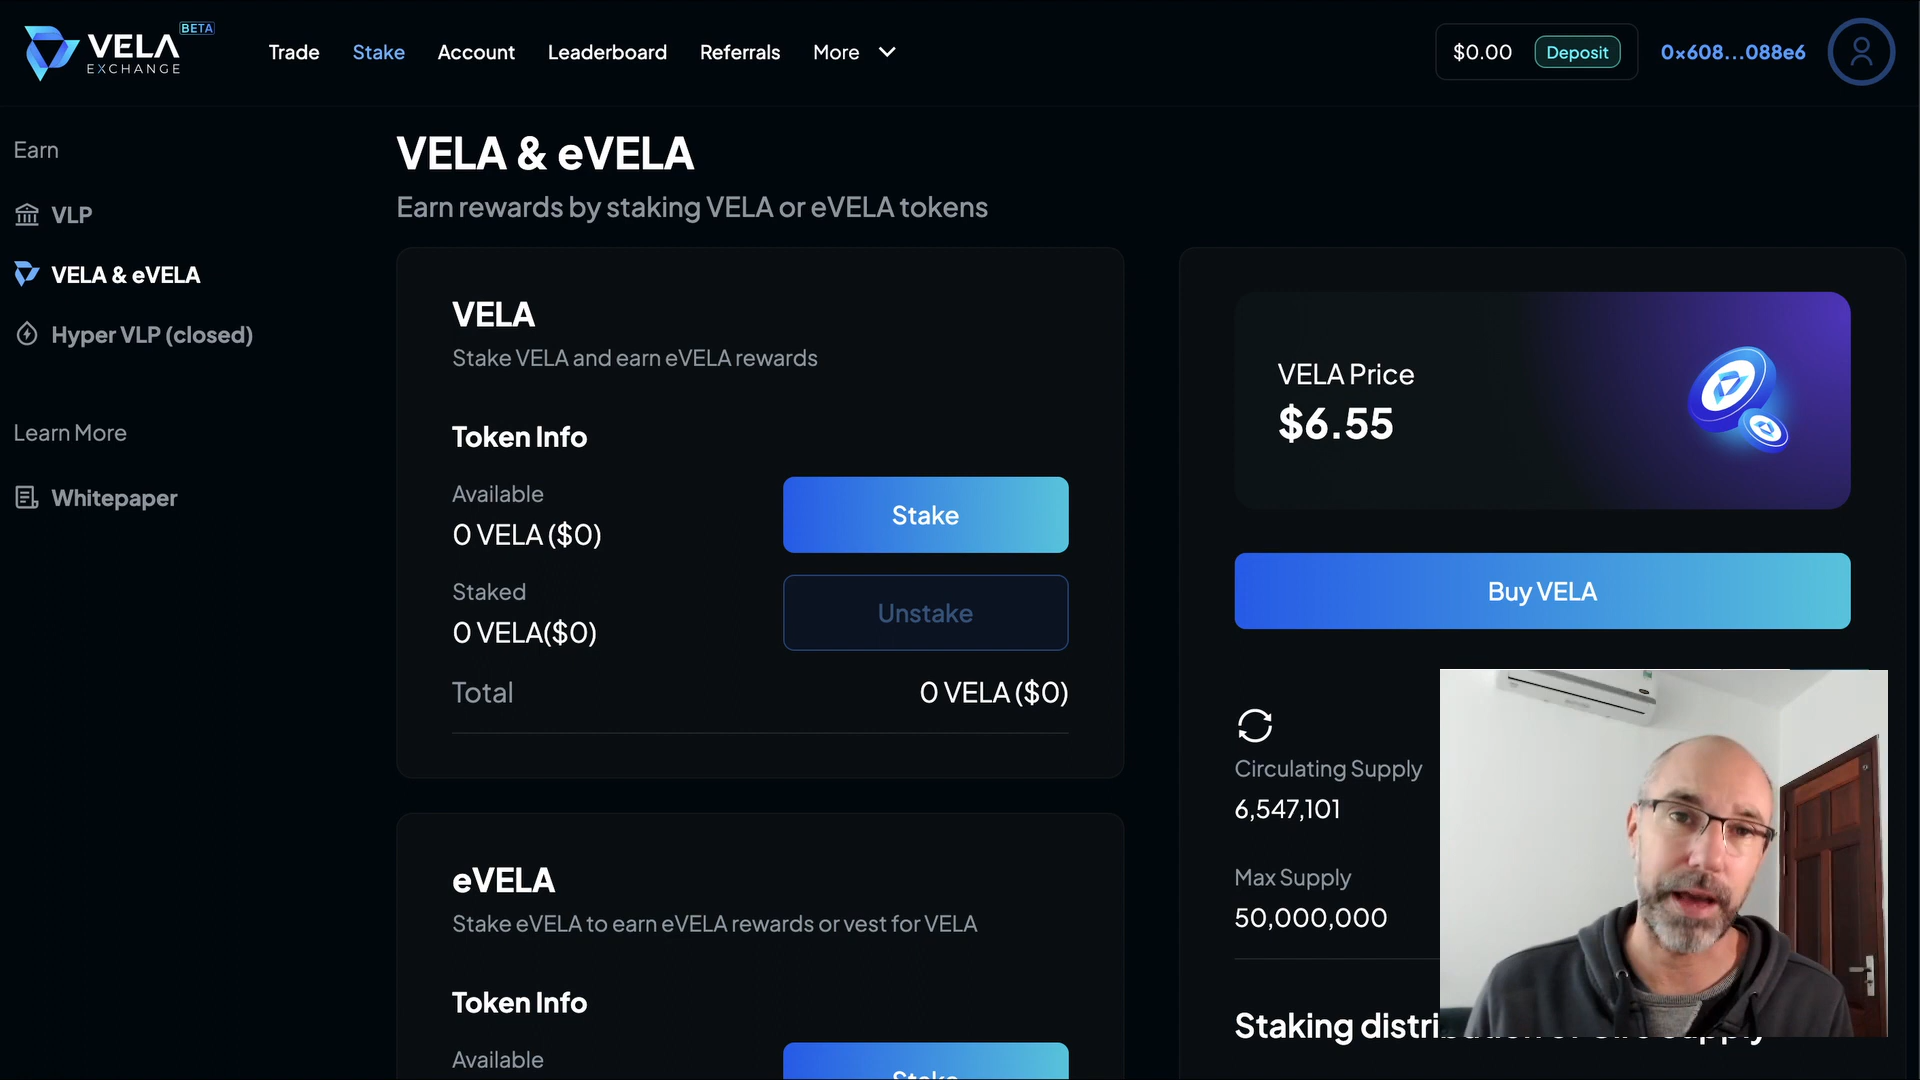 VELA BETA
EXCHANGE
Trade
Stake
Account
Leaderboard
Referrals
More
$0.00
Deposit
0x608...088e6
Earn
VLP
VELA & eVELA
Hyper VLP (closed)
Learn More
Whitepaper
VELA & eVELA
Earn rewards by staking VELA or eVELA tokens
VELA
Stake VELA and earn eVELA rewards
Token Info
Available
0 VELA ($0)
Stake
Staked
0 VELA($0)
Unstake
Total
0 VELA ($0)
eVELA
Stake eVELA to earn eVELA rewards or vest for VELA
Token Info
Available
Stake
VELA Price
$6.55
Buy VELA
Circulating Supply
6,547,101
Max Supply
50,000,000
Staking